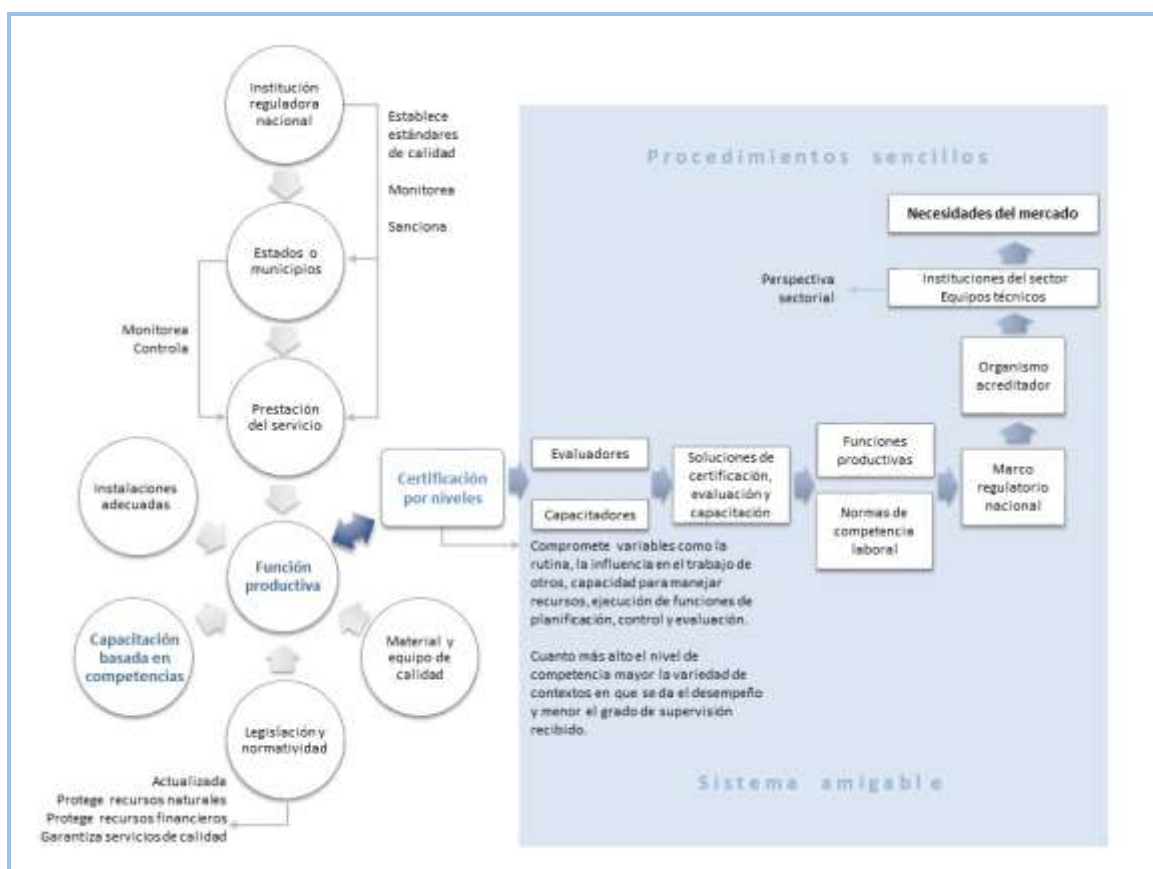 Institución
reguladora
nacional
Establece
estándares
de calidad
Monitorea
Sanciona
Estados o
municipios
Monitorea
Controla
Prestación
del servicio
Instalaciones
adecuadas
Función
productiva
Capacitación
basada en
competencias
Material y
equipo de
calidad
Legislación y
normatividad
Actualizada
Protege recursos naturales
Protege recursos financieros
Garantiza servicios de calidad
Certificación
por niveles
Procedimientos sencillos
Necesidades del mercado
Perspectiva
sectorial
Instituciones del sector
Equipos técnicos
Organismo
acreditador
Evaluadores
Capacitadores
Soluciones de
certificación,
evaluación y
capacitación
Funciones
productivas
Normas de
competencia
laboral
Marco
regulatorio
nacional
Compromete variables como la
rutina, la influencia en el trabajo de
otros, capacidad para manejar
recursos, ejecución de funciones de
planificación, control y evaluación.
Cuanto más alto el nivel de
competencia mayor la variedad de
contextos en que se da el desempeño
y menor el grado de supervisión
recibido.
Sistema amigable